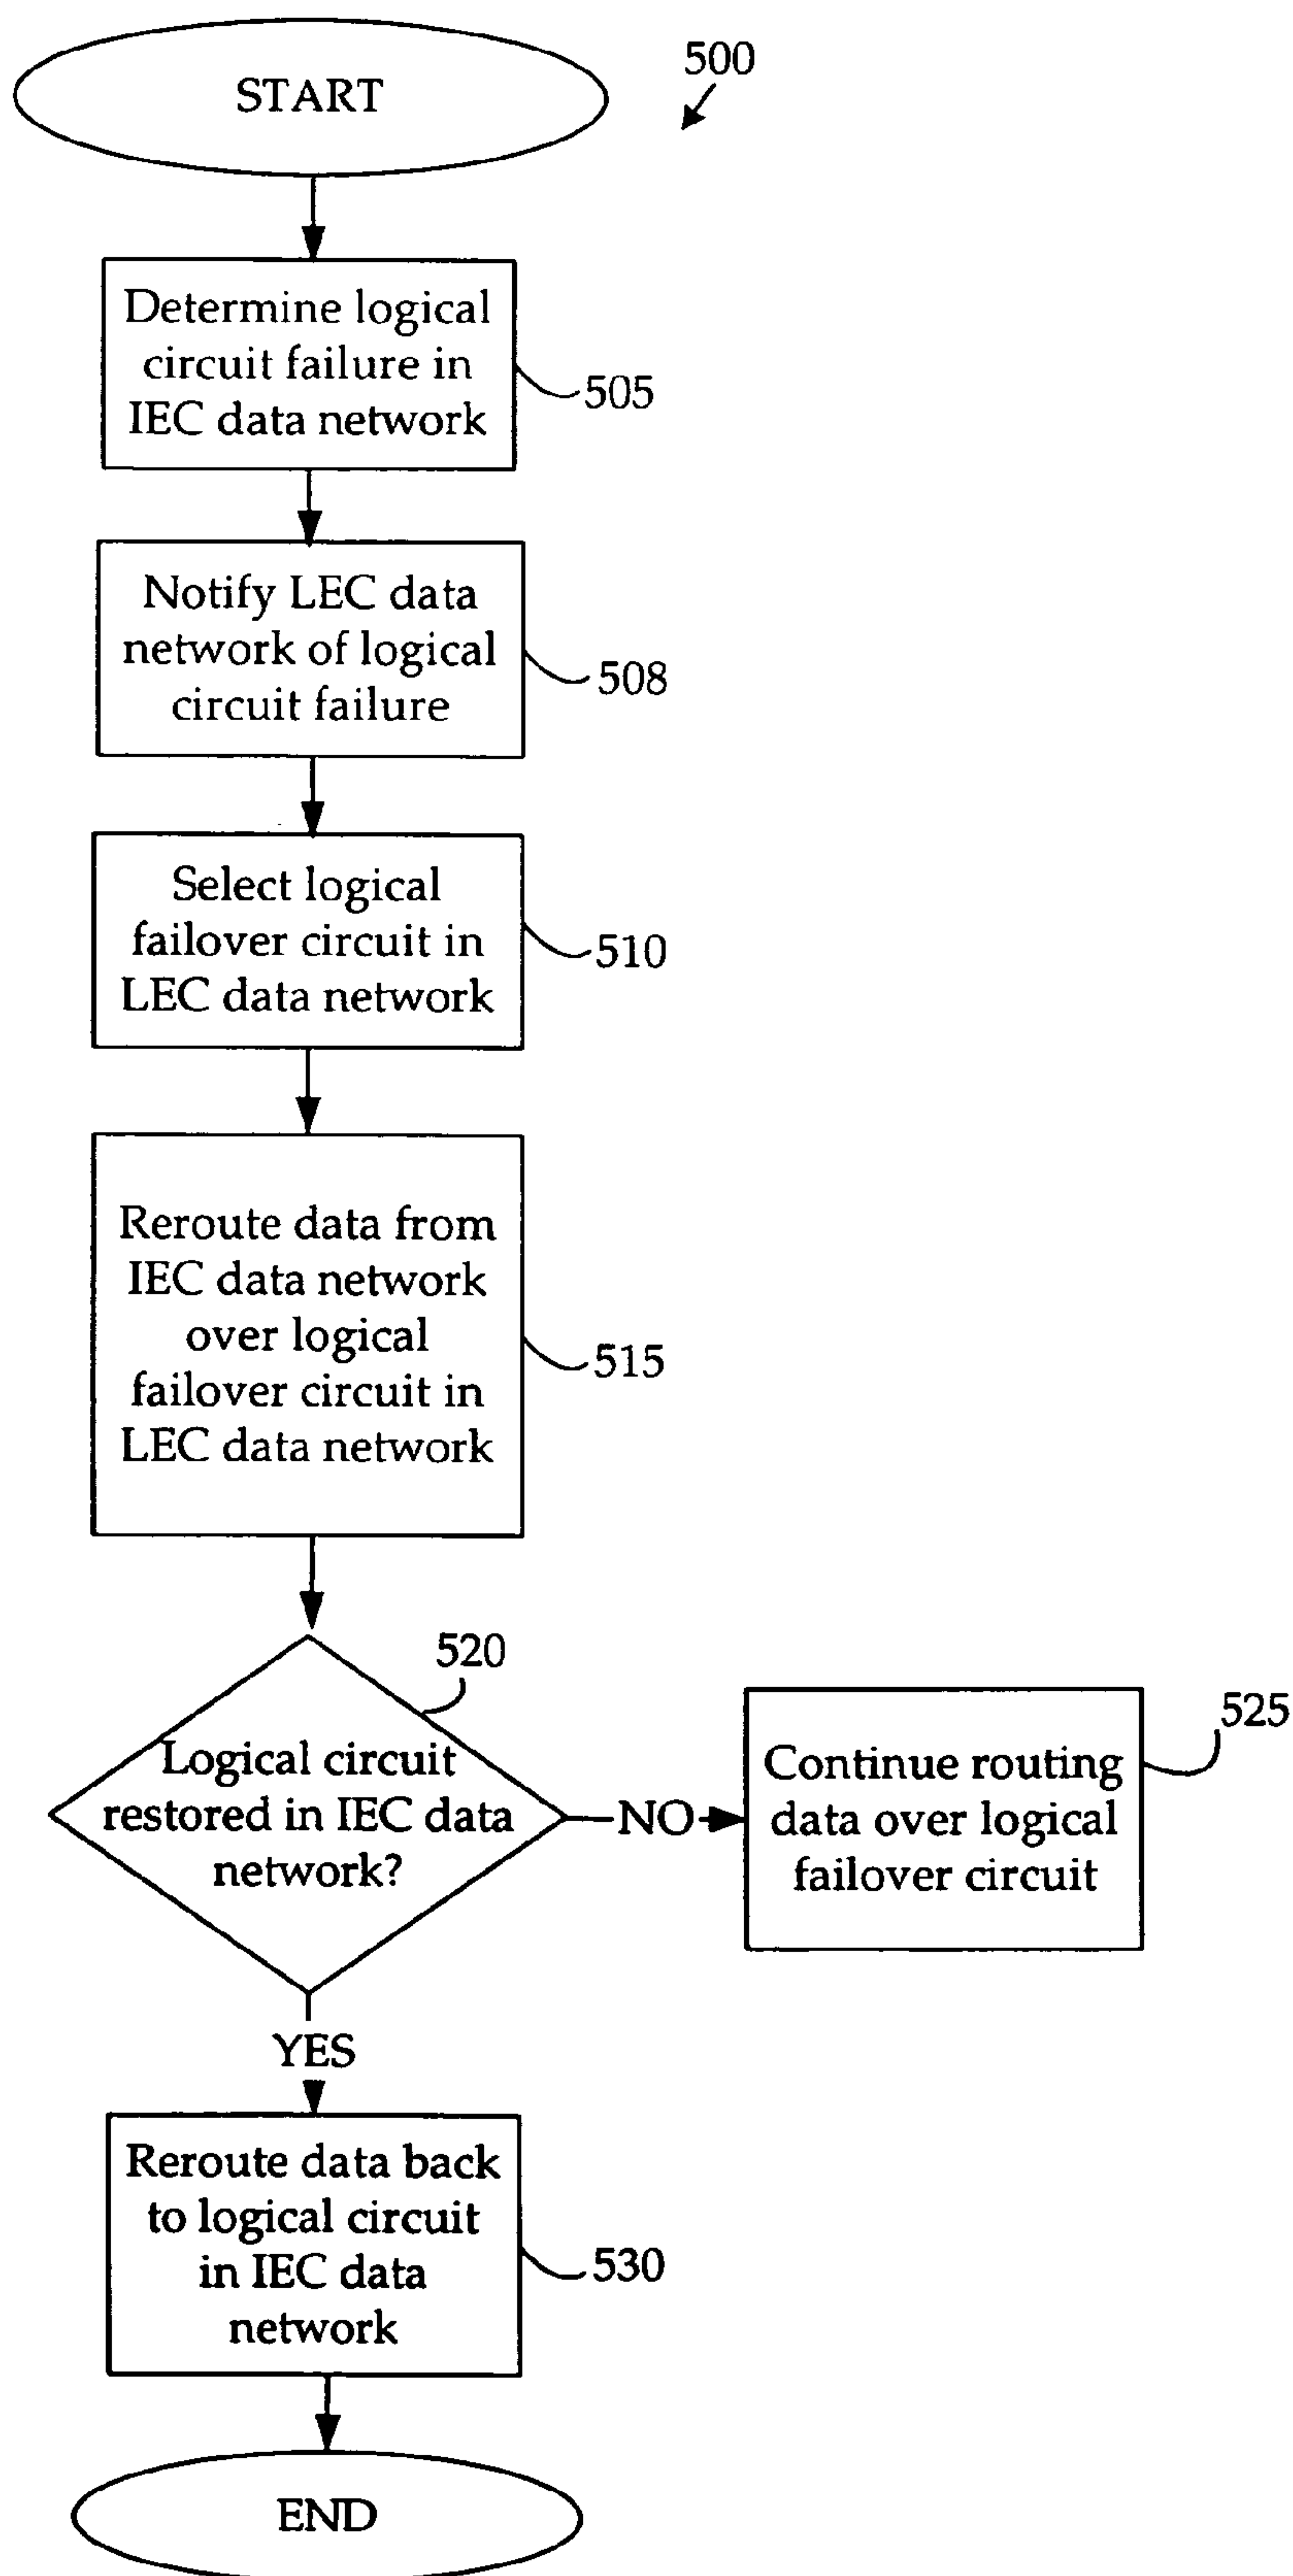 START
500
Determine logical
circuit failure in
IEC data network
505
Notify LEC data
network of logical
circuit failure
508
Select logical
failover circuit in
LEC data network
510
Reroute data from
IEC data network
over logical
failover circuit in
LEC data network
515
520
Logical circuit
restored in IEC data
network?
NO
525
Continue routing
data over logical
failover circuit
YES
Reroute data back
to logical circuit
in IEC data
network
530
END